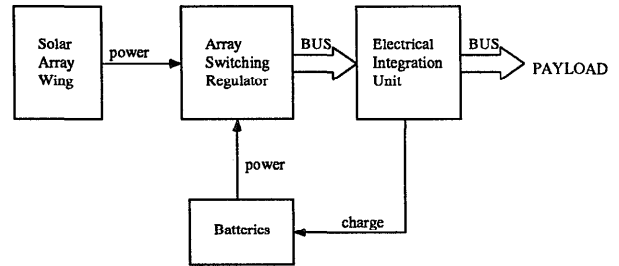 Solar
Array
Wing
power
Array
Switching
Regulator
BUS
Electrical
Integration
Unit
BUS
PAYLOAD
power
Batteries
charge